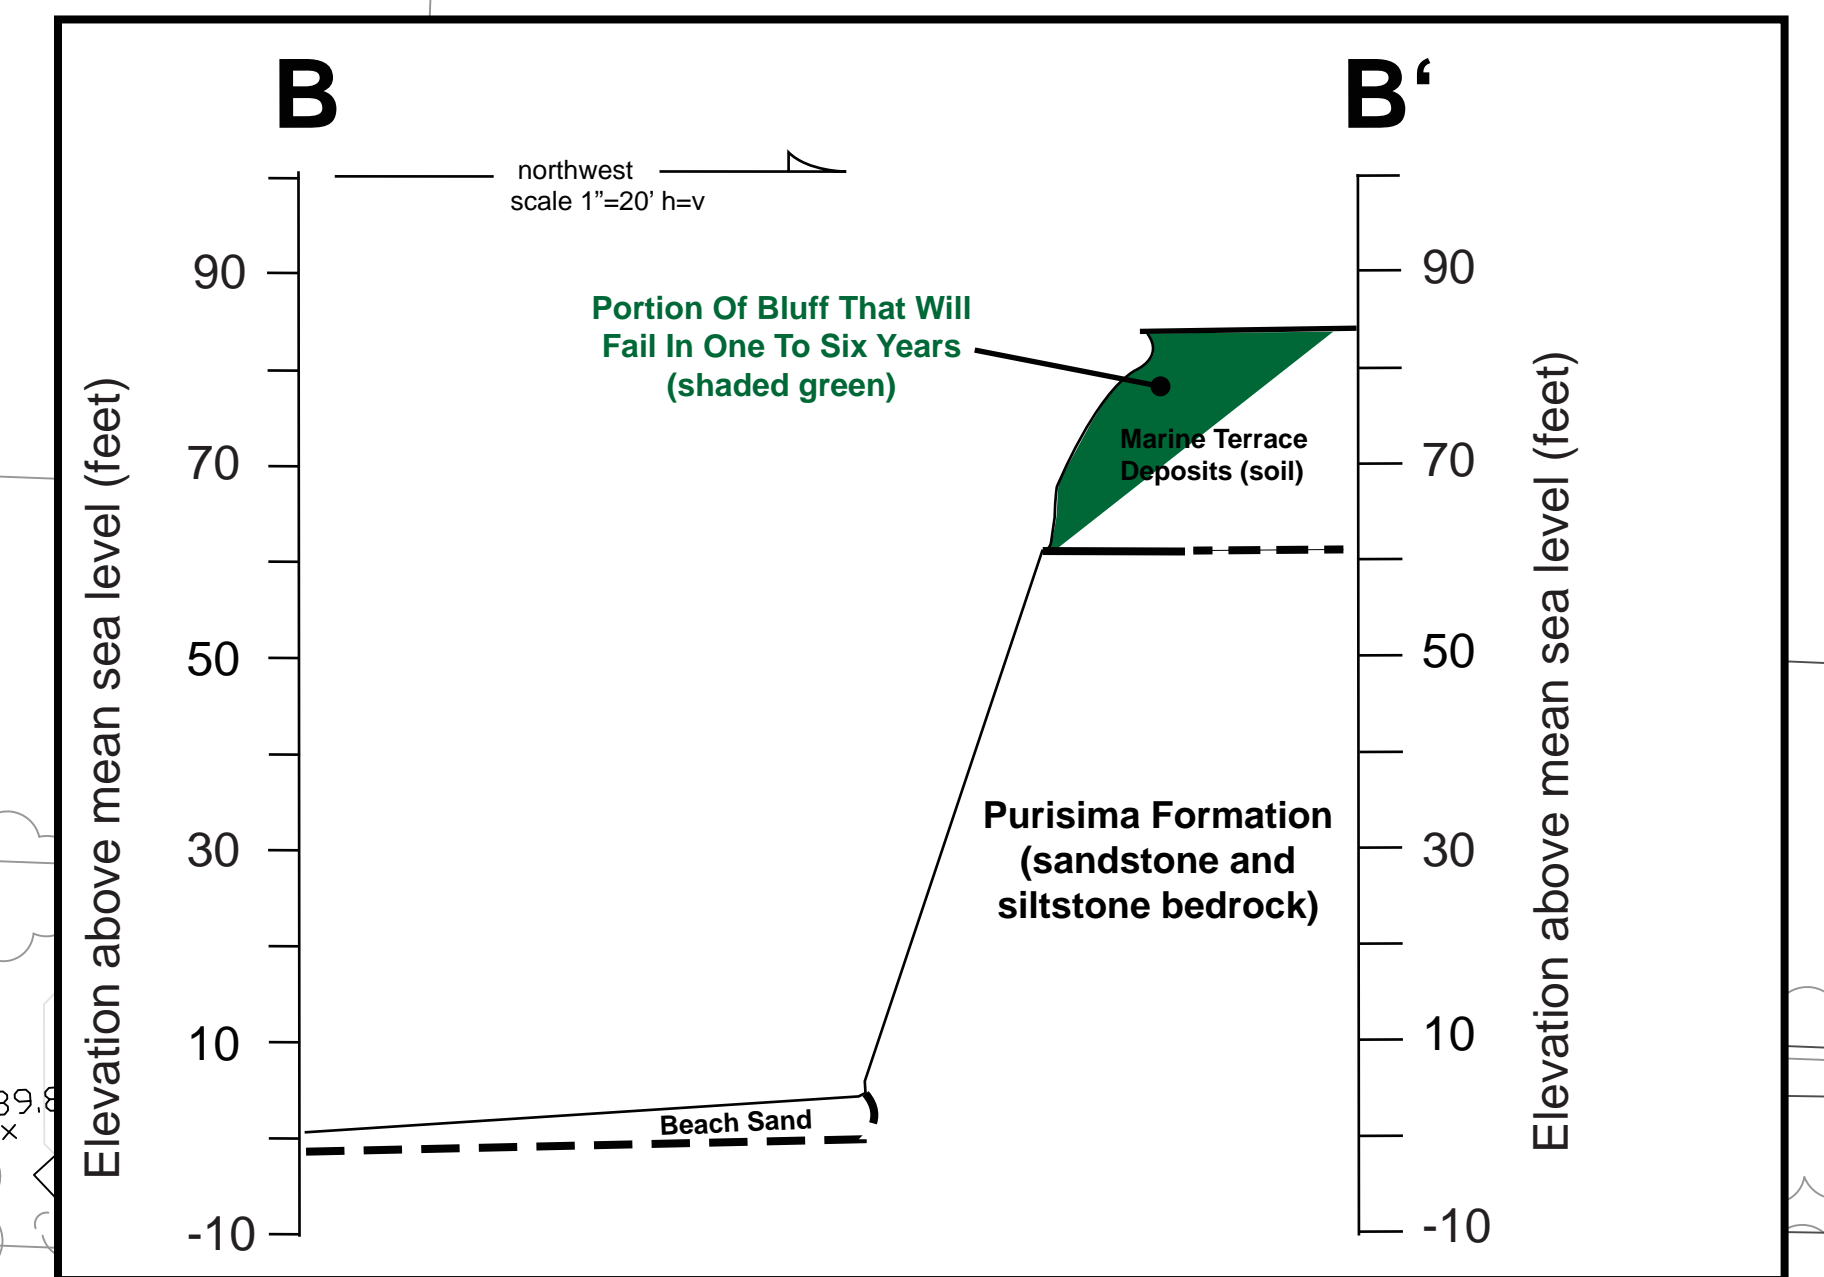 B
B‘
northwest
scale 1”=20’ h=v
90
90
Portion Of Bluff That Will
Fail In One To Six Years
(shaded green)
Marine Terrace
Deposits (soil)
70
70
50
50
Purisima Formation
(sandstone and
siltstone bedrock)
30
30
10
10
Beach Sand
-10
-10
Elevation above mean sea level (feet)
Elevation above mean sea level (feet)
39.8
x